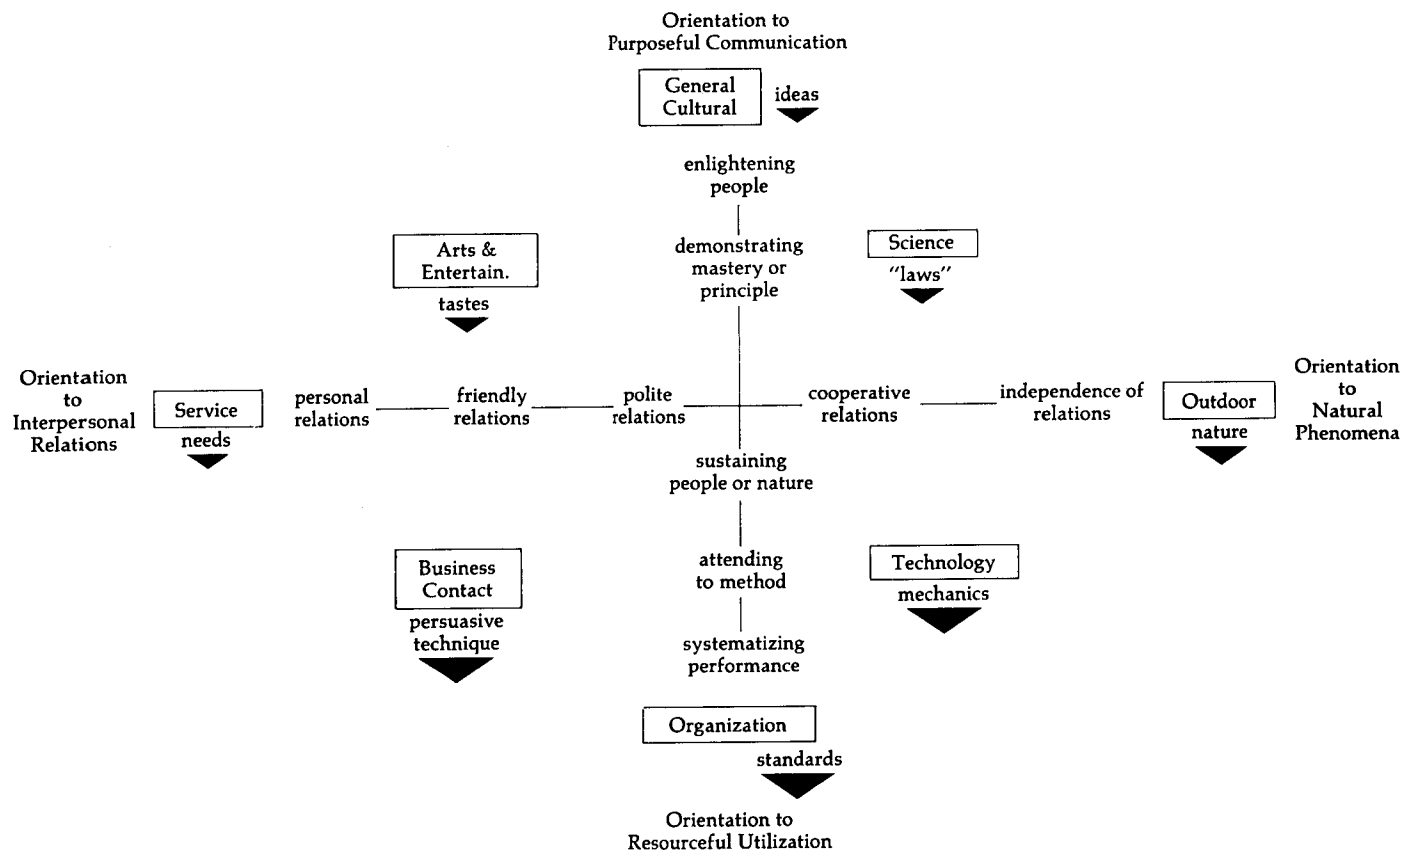 Orientation to
Purposeful Communication
General
Cultural
ideas
enlightening
people
Arts &
Entertain.
tastes
demonstrating
mastery or
principle
Science
"laws"
Orientation
to
Interpersonal
Relations
Service
needs
personal
relations
friendly
relations
polite
relations
cooperative
relations
independence of
relations
Outdoor
nature
Orientation
to
Natural
Phenomena
sustaining
people or nature
attending
to method
systematizing
performance
Business
Contact
persuasive
technique
Technology
mechanics
Organization
standards
Orientation to
Resourceful Utilization